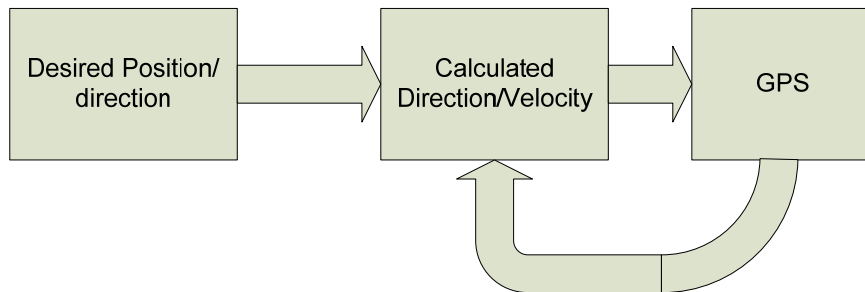 Desired Position/
direction
Calculated
Direction/Velocity
GPS